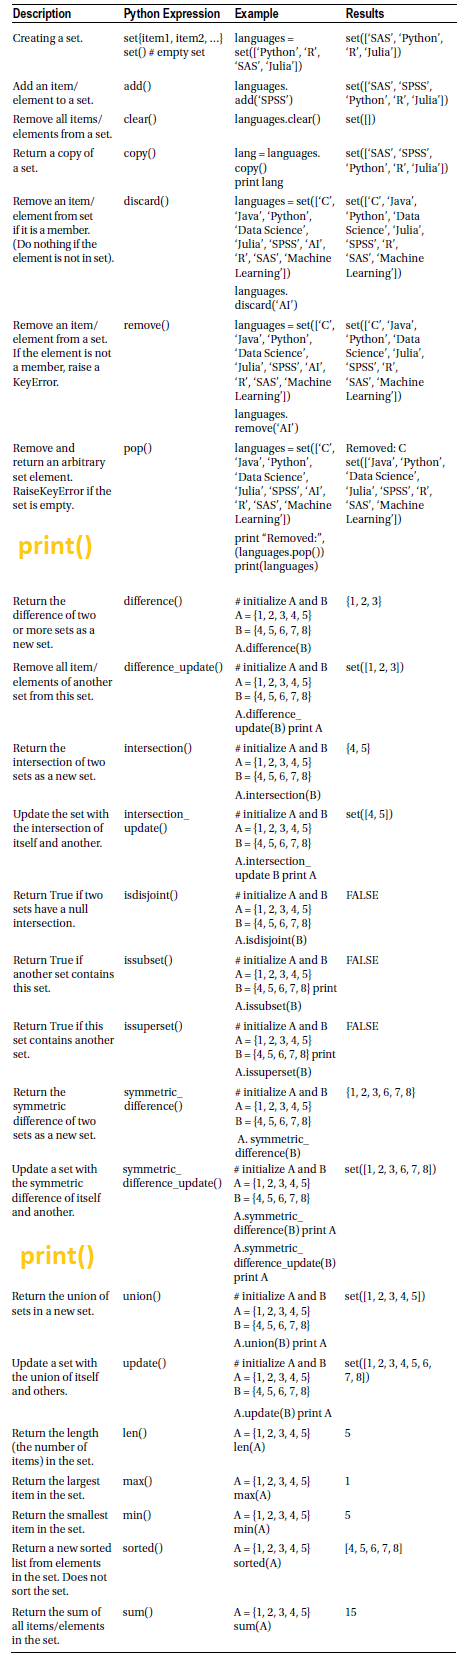 Description Python Expression Example Results
Creating a set. set{item1, item2, …} languages = set([‘SAS’, ‘Python’,
set() # empty set set([‘Python’, ‘R’, ‘R’, ‘Julia’])
‘SAS’, ‘Julia’])
Add an item/ add() languages. set([‘SAS’, ‘SPSS’,
element to a set. add(‘SPSS’) ‘Python’, ‘R’, ‘Julia’])
Remove all items/ clear() languages.clear() set([])
elements from a set.
Return a copy of copy() lang = languages. set([‘SAS’, ‘SPSS’,
a set. copy() ‘Python’, ‘R’, ‘Julia’])
print lang
Remove an item/ discard() languages = set([‘C’, set([‘C’, ‘Java’,
element from set ‘Java’, ‘Python’, ‘Python’, ‘Data
if it is a member. ‘Data Science’, Science’, ‘Julia’,
(Do nothing if the ‘Julia’, ‘SPSS’, ‘AI’, ‘SPSS’, ‘R’,
element is not in set). ‘R’, ‘SAS’, ‘Machine ‘SAS’, ‘Machine
Learning’]) Learning’])
languages.
discard(‘AI’)
Remove an item/ remove() languages = set([‘C’, set([‘C’, ‘Java’,
element from a set. ‘Java’, ‘Python’, ‘Python’, ‘Data
If the element is not ‘Data Science’, Science’, ‘Julia’,
a member, raise a ‘Julia’, ‘SPSS’, ‘AI’, ‘SPSS’, ‘R’,
KeyError. ‘R’, ‘SAS’, ‘Machine ‘SAS’, ‘Machine
Learning’]) Learning’])
languages.
remove(‘AI’)
Remove and pop() languages = set([‘C’, Removed: C
return an arbitrary ‘Java’, ‘Python’, set([‘Java’, ‘Python’,
set element. ‘Data Science’, ‘Data Science’,
RaiseKeyError if the ‘Julia’, ‘SPSS’, ‘AI’, ‘Julia’, ‘SPSS’, ‘R’,
set is empty. ‘R’, ‘SAS’, ‘Machine ‘SAS’, ‘Machine
Learning’]) Learning’])
print() print “Removed:”,
(languages.pop())
print(languages)
Return the difference() # initialize A and B {1, 2, 3}
difference of two A = {1, 2, 3, 4, 5}
or more sets as a B = {4, 5, 6, 7, 8}
new set. A.difference(B)
Remove all item/ difference_update() # initialize A and B set([1, 2, 3])
elements of another A = {1, 2, 3, 4, 5}
set from this set. B = {4, 5, 6, 7, 8}
A.difference_
update(B) print A
Return the intersection() # initialize A and B {4, 5}
intersection of two A = {1, 2, 3, 4, 5}
sets as a new set. B = {4, 5, 6, 7, 8}
A.intersection(B)
Update the set with intersection_ # initialize A and B set([4, 5])
the intersection of update() A = {1, 2, 3, 4, 5}
itself and another. B = {4, 5, 6, 7, 8}
A.intersection_
update B print A
Return True if two isdisjoint() # initialize A and B FALSE
sets have a null A = {1, 2, 3, 4, 5}
intersection. B = {4, 5, 6, 7, 8}
A.isdisjoint(B)
Return True if issubset() # initialize A and B FALSE
another set contains A = {1, 2, 3, 4, 5}
this set. B = {4, 5, 6, 7, 8} print
A.issubset(B)
Return True if this issuperset() # initialize A and B FALSE
set contains another A = {1, 2, 3, 4, 5}
set. B = {4, 5, 6, 7, 8} print
A.issuperset(B)
Return the symmetric_ # initialize A and B {1, 2, 3, 6, 7, 8}
symmetric difference() A = {1, 2, 3, 4, 5}
difference of two B = {4, 5, 6, 7, 8}
sets as a new set. A. symmetric_
difference(B)
Update a set with symmetric_ # initialize A and B set([1, 2, 3, 6, 7, 8])
the symmetric difference_update() A = {1, 2, 3, 4, 5}
difference of itself B = {4, 5, 6, 7, 8}
and another. A.symmetric_
difference(B) print A
print() A.symmetric_
difference_update(B)
print A
Return the union of union() # initialize A and B set([1, 2, 3, 4, 5])
sets in a new set. A = {1, 2, 3, 4, 5}
B = {4, 5, 6, 7, 8}
A.union(B) print A
Update a set with update() # initialize A and B set([1, 2, 3, 4, 5, 6,
the union of itself A = {1, 2, 3, 4, 5} 7, 8])
and others. B = {4, 5, 6, 7, 8}
A.update(B) print A
Return the length len() A = {1, 2, 3, 4, 5} 5
(the number of len(A)
items) in the set.
Return the largest max() A = {1, 2, 3, 4, 5} 1
item in the set. max(A)
Return the smallest min() A = {1, 2, 3, 4, 5} 5
item in the set. min(A)
Return a new sorted sorted() A = {1, 2, 3, 4, 5} [4, 5, 6, 7, 8]
list from elements sorted(A)
in the set. Does not
sort the set.
Return the sum of sum() A = {1, 2, 3, 4, 5} 15
all items/elements sum(A)
in the set.